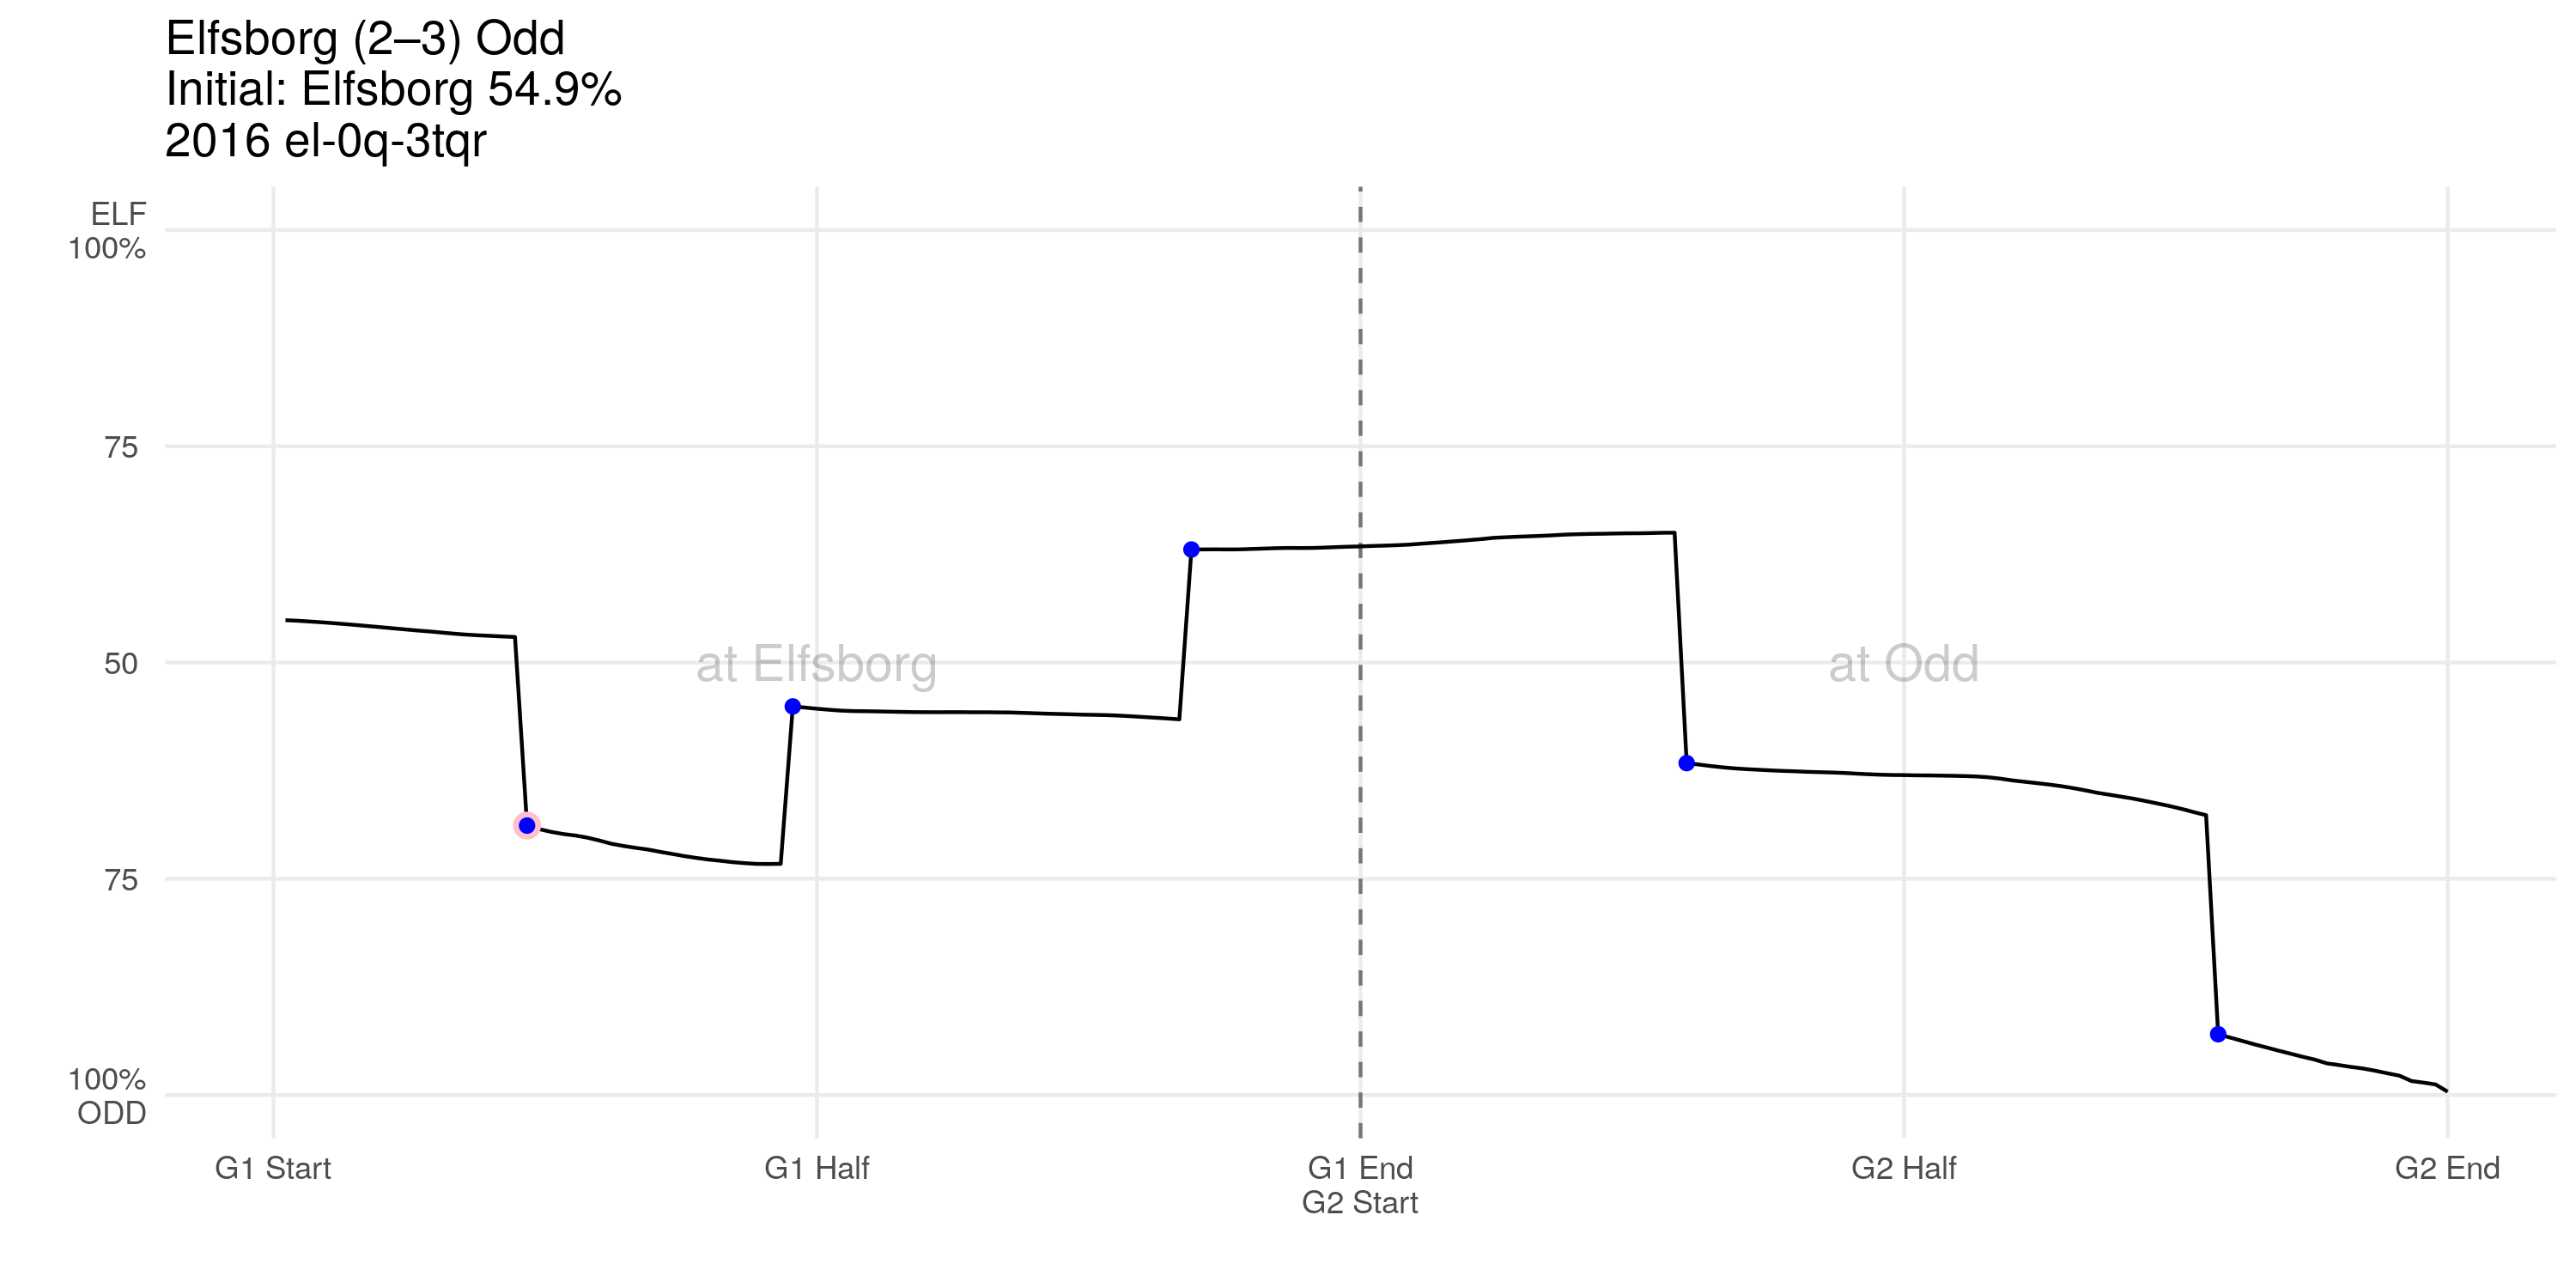 Elfsborg (2–3) Odd
Initial: Elfsborg 54.9%
2016 el-0q-3tqr
ELF
100%
75
50
75
100%
ODD
at Elfsborg
at Odd
G1 Start
G1 Half
G1 End
G2 Start
G2 Half
G2 End